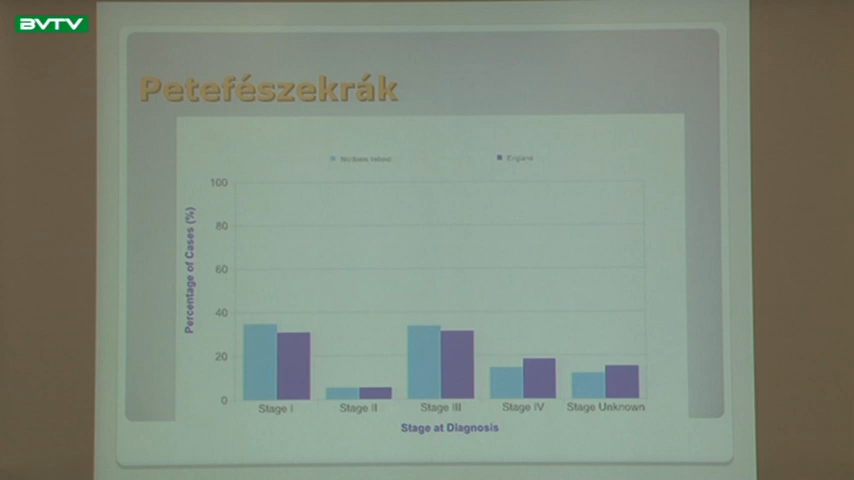 BVTV
Petefészekrák
Northern Ireland
England
100
80
60
40
20
0
Percentage of Cases (%)
Stage I
Stage II
Stage III
Stage IV
Stage Unknown
Stage at Diagnosis